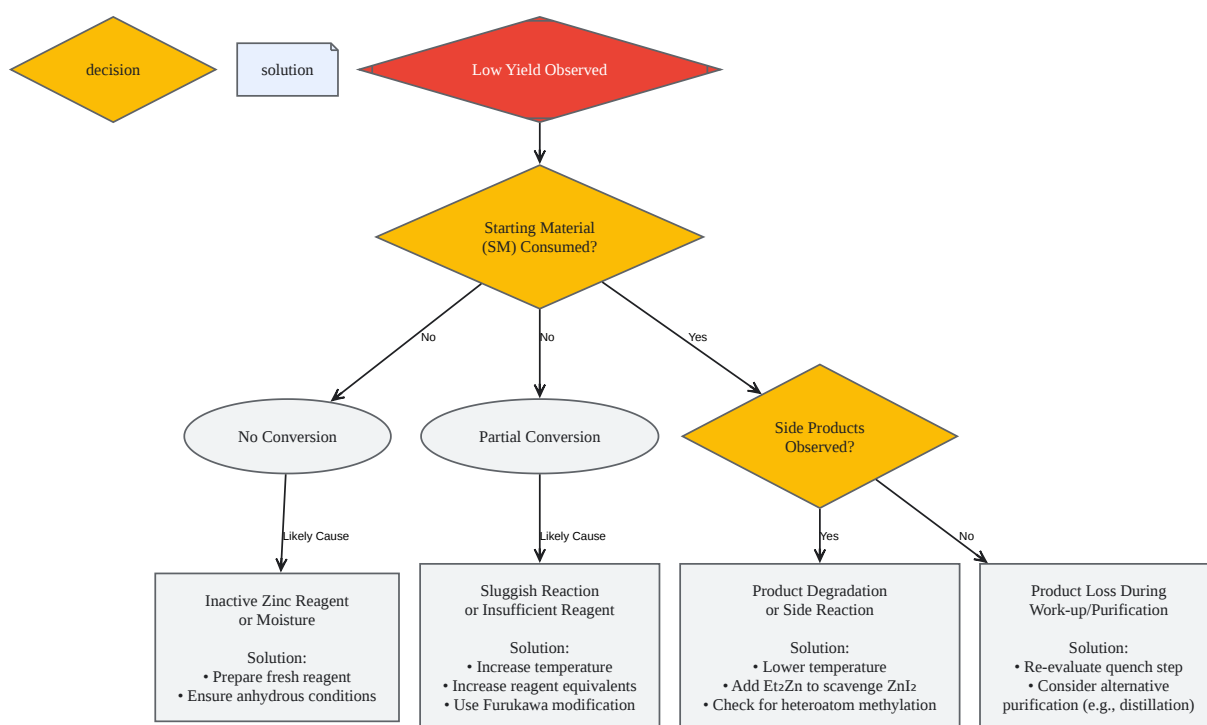 decision
solution
Low Yield Observed
Starting Material
(SM) Consumed?
No
No
Yes
No Conversion
Partial Conversion
Side Products
Observed?
Likely Cause
Likely Cause
Yes
No
Inactive Zinc Reagent
or Moisture
Solution:
• Prepare fresh reagent
• Ensure anhydrous conditions
Sluggish Reaction
or Insufficient Reagent
Solution:
• Increase temperature
• Increase reagent equivalents
• Use Furukawa modification
Product Degradation
or Side Reaction
Solution:
• Lower temperature
• Add Et₂Zn to scavenge ZnI₂
• Check for heteroatom methylation
Product Loss During
Work-up/Purification
Solution:
• Re-evaluate quench step
• Consider alternative
purification (e.g., distillation)